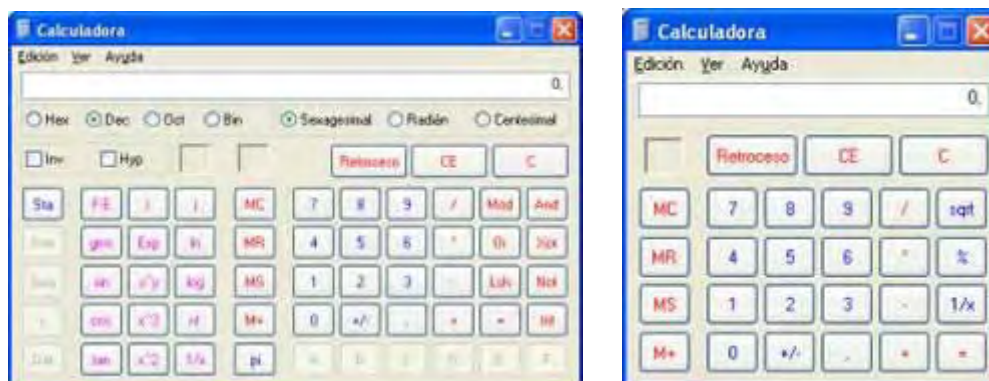 Calculadora
Edición Ver Ayuda
0.
Hex Dec Oct Bin Sexagesimal Radián Centesimal
Inv Hyp Retroceso CE C
Sta F-E ( ) MC 7 8 9 / Mod And
gms Exp ln MR 4 5 6 * Or Xor
sin x^y log MS 1 2 3 - Lsh Not
cos x^3 n! M+ 0 +/- , + = Int
tan x^2 1/x pi A B C D E F
Calculadora
Edición Ver Ayuda
0.
Retroceso CE C
MC 7 8 9 / sqrt
MR 4 5 6 * %
MS 1 2 3 - 1/x
M+ 0 +/- , + =